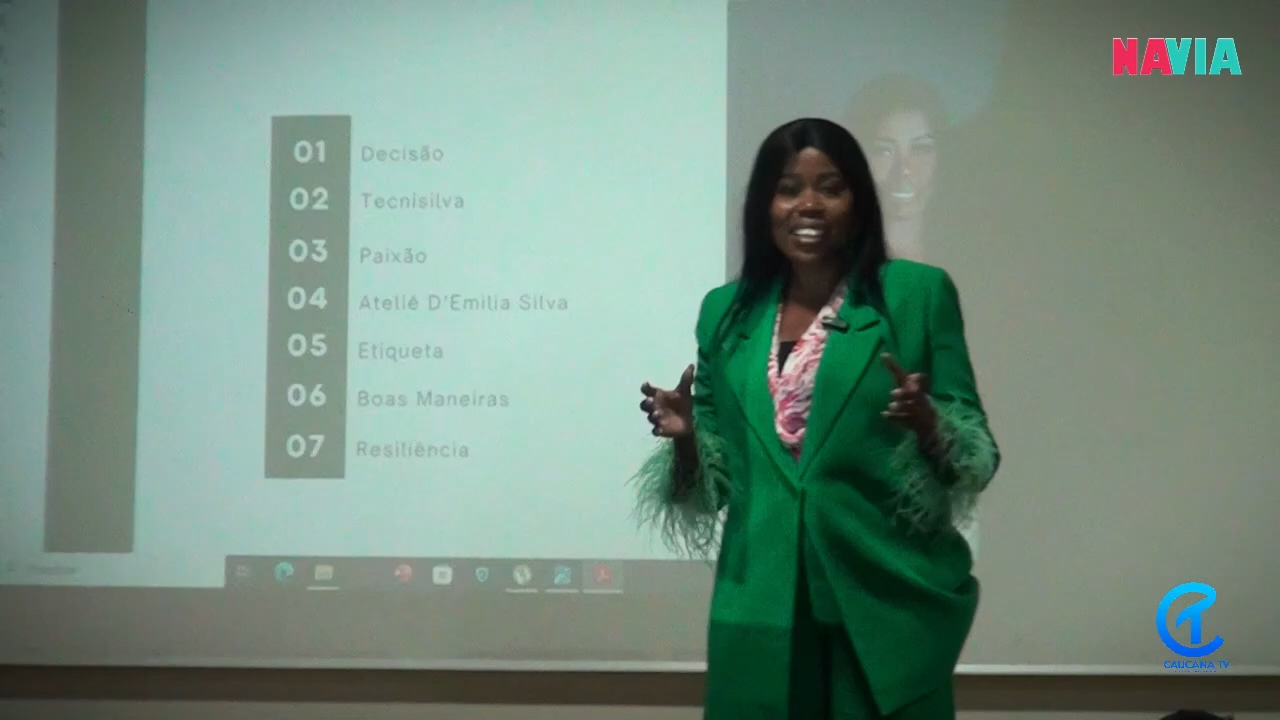 NAVIA
01 Decisão
02 Tecnisilva
03 Paixão
04 Ateliê D'Emilia Silva
05 Etiqueta
06 Boas Maneiras
07 Resiliência
CAUCANA TV